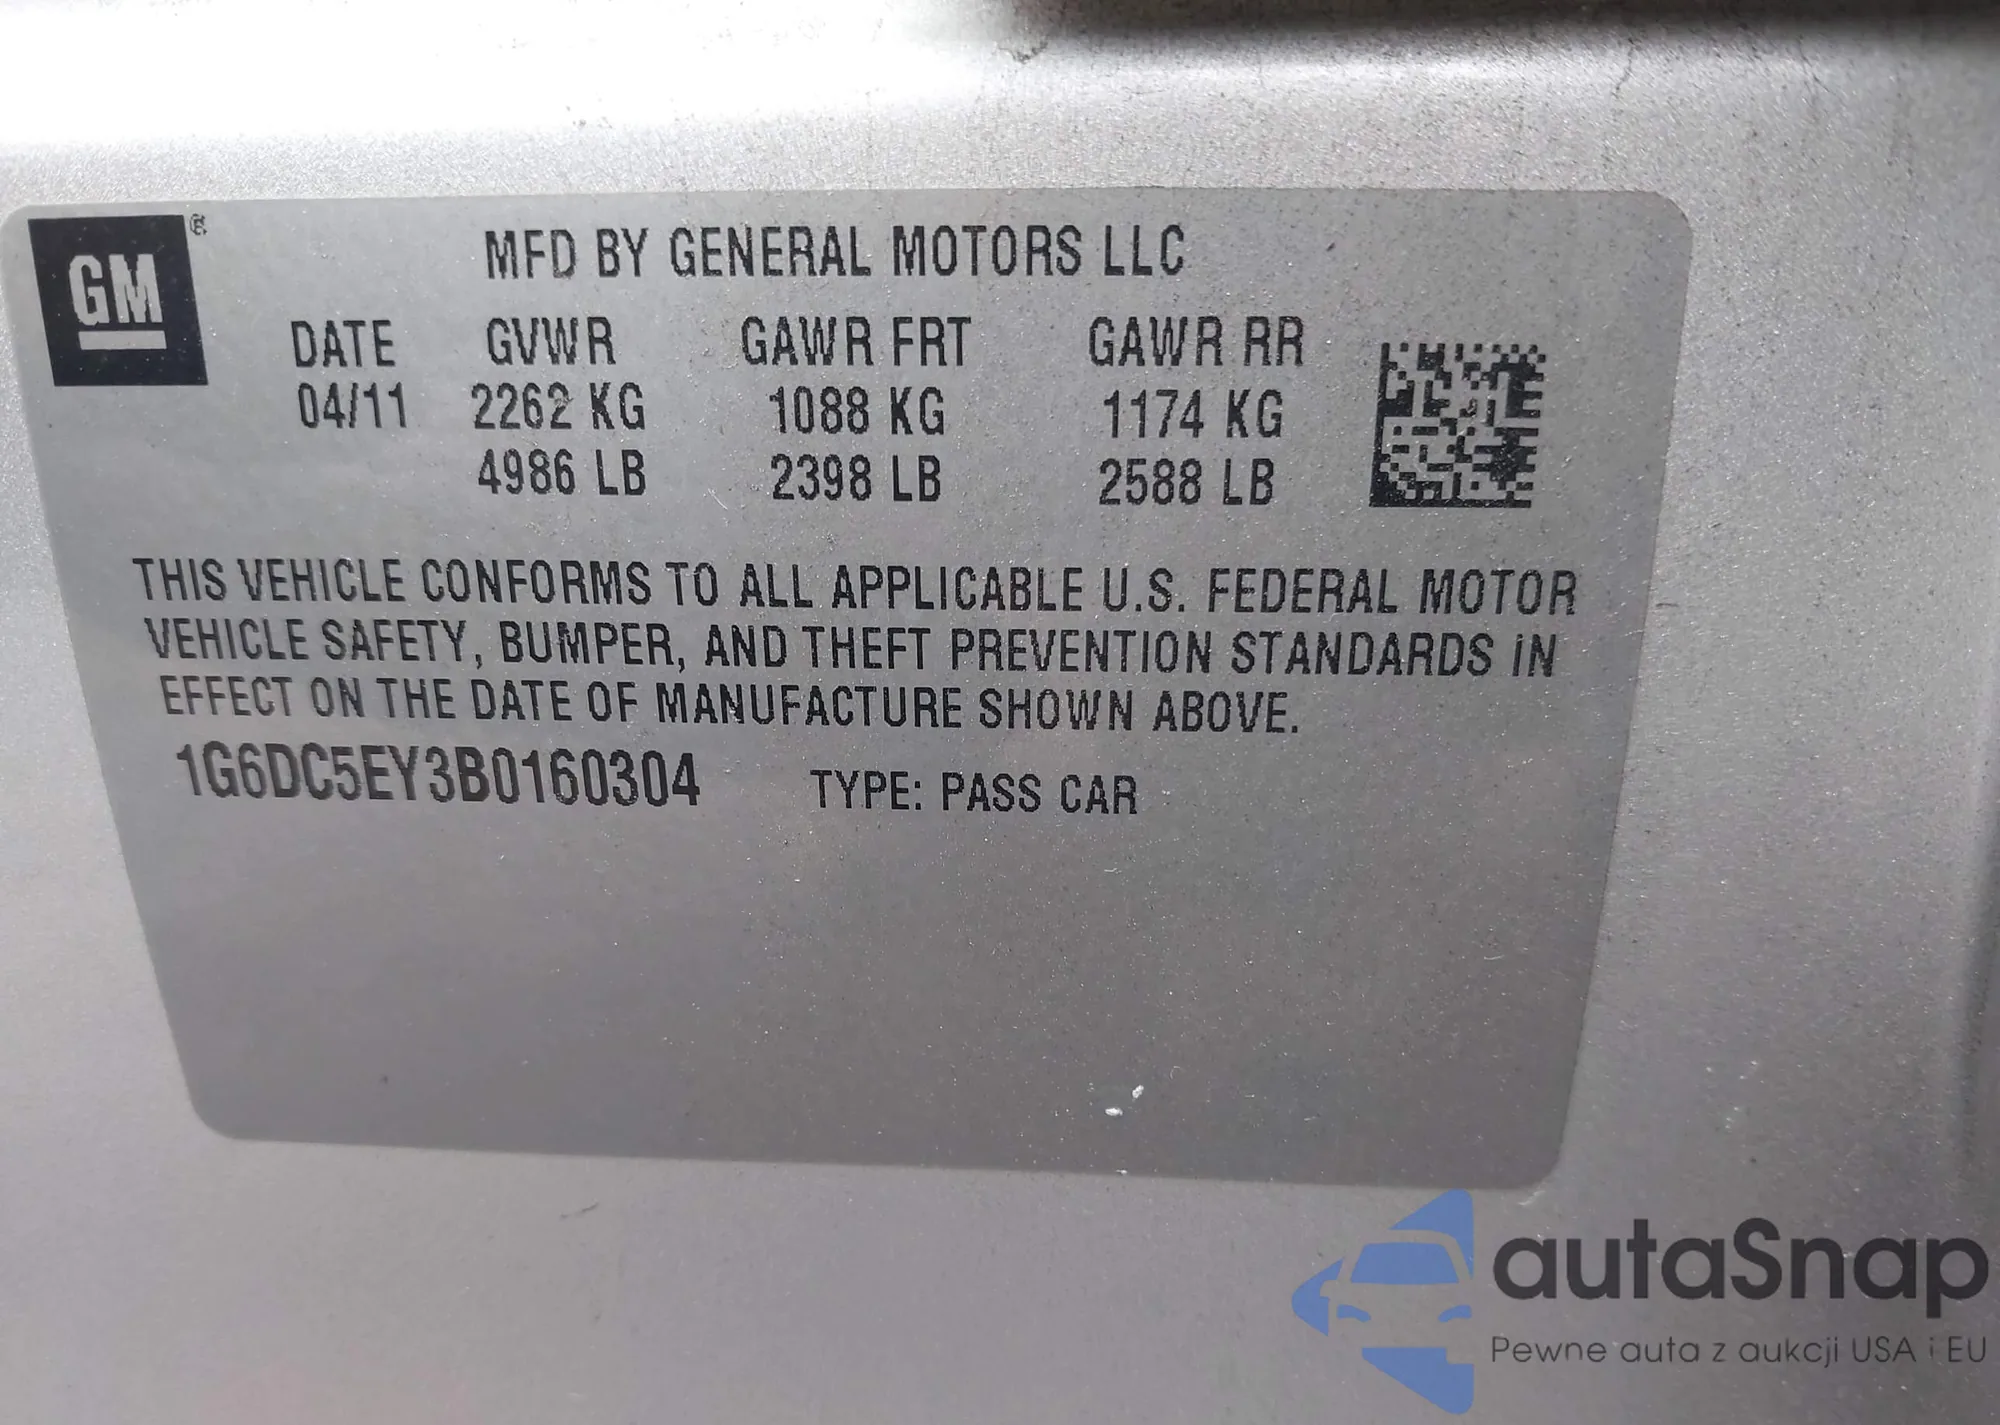 GM ®
MFD BY GENERAL MOTORS LLC
DATE GVWR GAWR FRT GAWR RR
04/11 2262 KG 1088 KG 1174 KG
4986 LB 2398 LB 2588 LB
THIS VEHICLE CONFORMS TO ALL APPLICABLE U.S. FEDERAL MOTOR
VEHICLE SAFETY, BUMPER, AND THEFT PREVENTION STANDARDS IN
EFFECT ON THE DATE OF MANUFACTURE SHOWN ABOVE.
1G6DC5EY3B0160304 TYPE: PASS CAR
autaSnap
Pewne auta z aukcji USA i EU